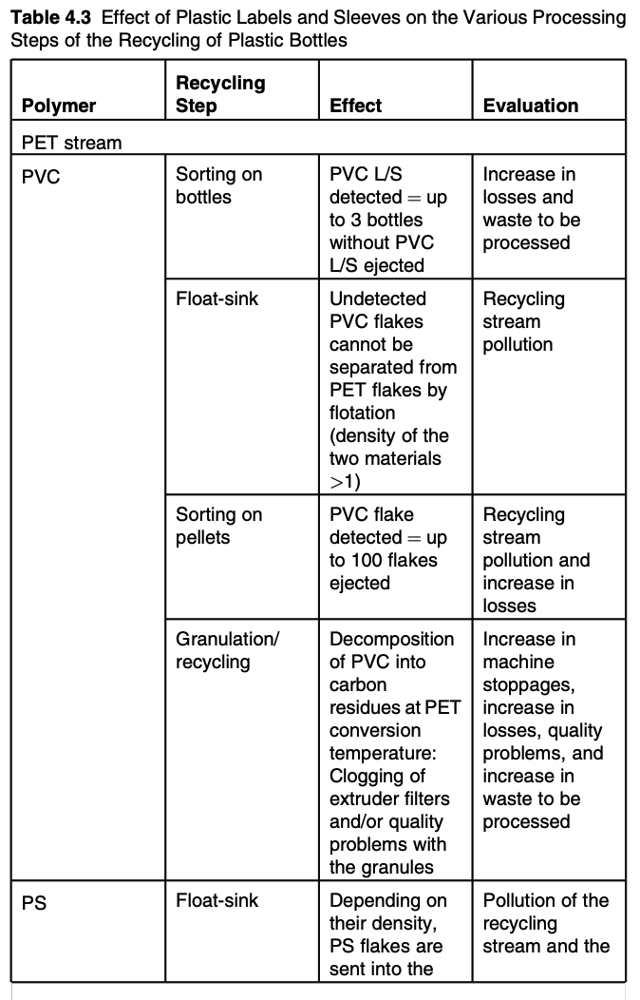 Table 4.3 Effect of Plastic Labels and Sleeves on the Various Processing
Steps of the Recycling of Plastic Bottles
Polymer
Recycling
Step
Effect
Evaluation
PET stream
PVC
Sorting on
bottles
PVC L/S
detected = up
to 3 bottles
without PVC
L/S ejected
Increase in
losses and
waste to be
processed
Float-sink
Undetected
PVC flakes
cannot be
separated from
PET flakes by
flotation
(density of the
two materials
>1)
Recycling
stream
pollution
Sorting on
pellets
PVC flake
detected = up
to 100 flakes
ejected
Recycling
stream
pollution and
increase in
losses
Granulation/
recycling
Decomposition
of PVC into
carbon
residues at PET
conversion
temperature:
Clogging of
extruder filters
and/or quality
problems with
the granules
Increase in
machine
stoppages,
increase in
losses, quality
problems, and
increase in
waste to be
processed
PS
Float-sink
Depending on
their density,
PS flakes are
sent into the
Pollution of the
recycling
stream and the